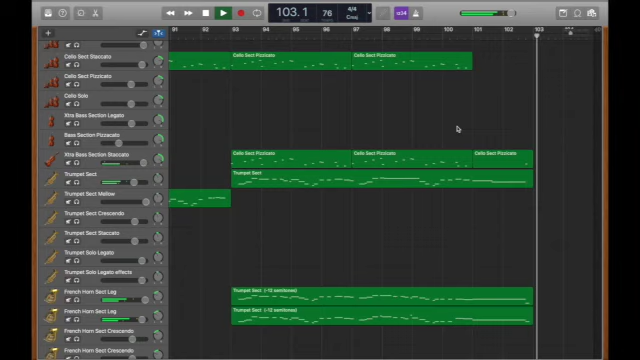 103.1 76 4/4 Cmaj 1234
91 92 93 94 95 96 97 98 99 100 101 102 103
Cello Sect Staccato Cello Sect Pizzicato Cello Sect Pizzicato
Cello Sect Pizzicato
Cello Solo
Xtra Bass Section Legato
Bass Section Pizzacato
Xtra Bass Section Staccato Cello Sect Pizzicato Cello Sect Pizzicato Cello Sect Pizzicato
Trumpet Sect Trumpet Sect
Trumpet Sect Mellow
Trumpet Sect Crescendo
Trumpet Sect Staccato
Trumpet Solo Legato
Trumpet Solo Legato effects
French Horn Sect Leg Trumpet Sect (-12 semitones)
French Horn Sect Leg Trumpet Sect (-12 semitones)
French Horn Sect Crescendo
French Horn Sect Crescendo